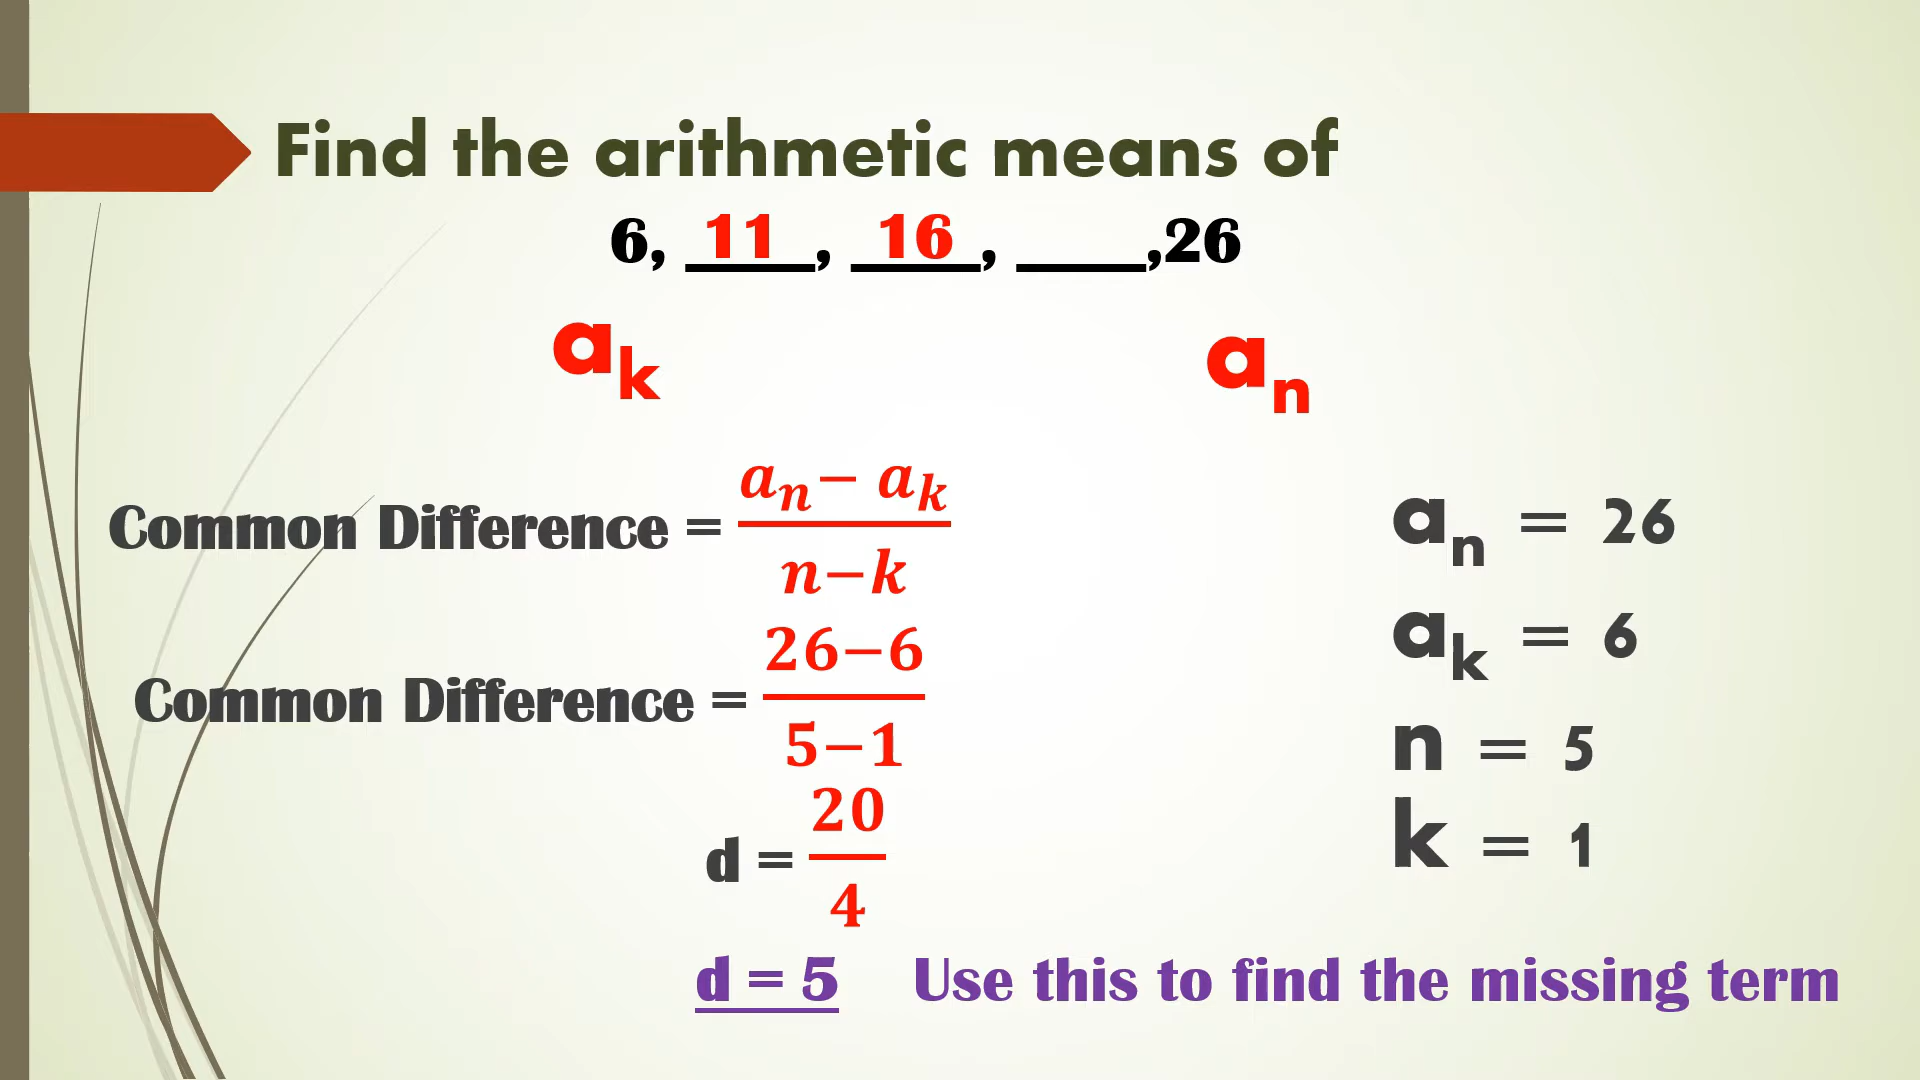 Find the arithmetic means of
6, 11, 16, ____,26
aₖ aₙ
Common Difference = aₙ− aₖ / n−k
aₙ = 26
aₖ = 6
Common Difference = 26−6 / 5−1
n = 5
d = 20 / 4
k = 1
d = 5 Use this to find the missing term